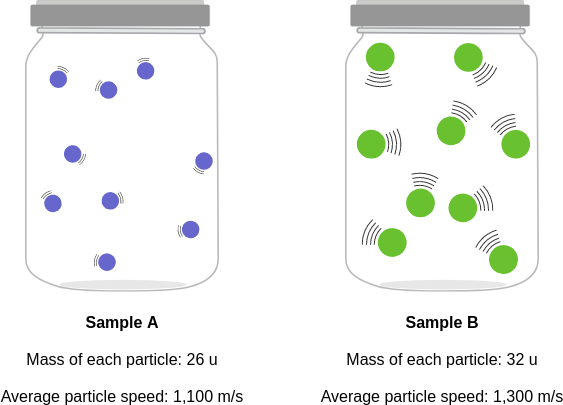 Sample A
Mass of each particle: 26 u
Average particle speed: 1,100 m/s
Sample B
Mass of each particle: 32 u
Average particle speed: 1,300 m/s